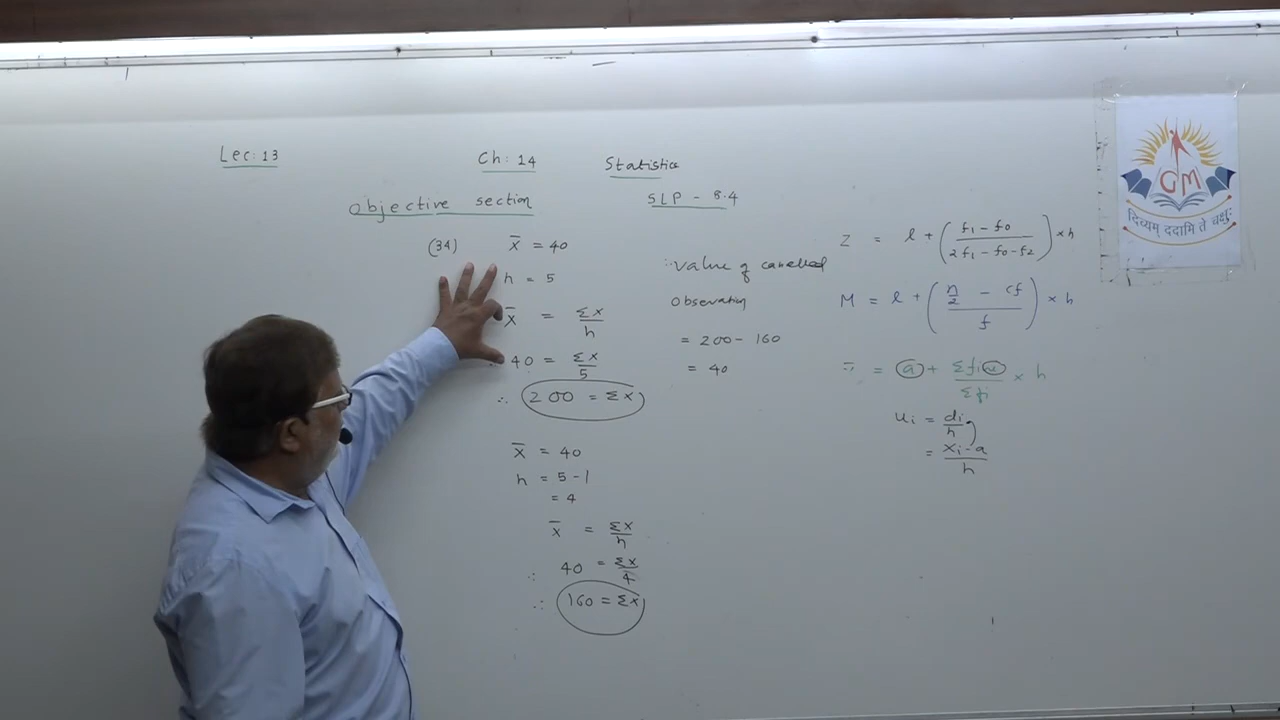 Lec: 13
Ch: 14
Statistics
Objective section
SLP - 8.4
(34) x̄ = 40
n = 5
x̄ = Σx/n
40 = Σx/5
∴ 200 = Σx
x̄ = 40
n = 5-1
= 4
x̄ = Σx/n
∴ 40 = Σx/4
∴ 160 = Σx
∴ value of cancelled
observation
= 200 - 160
= 40
Z = l + (f1 - f0 / 2f1 - f0 - f2) × h
M = l + (n/2 - cf / f) × h
= a + Σfiu/Σfi × h
ui = di/h
= xi - a/h
GM
दिव्यम् ददामि ते चक्षुः